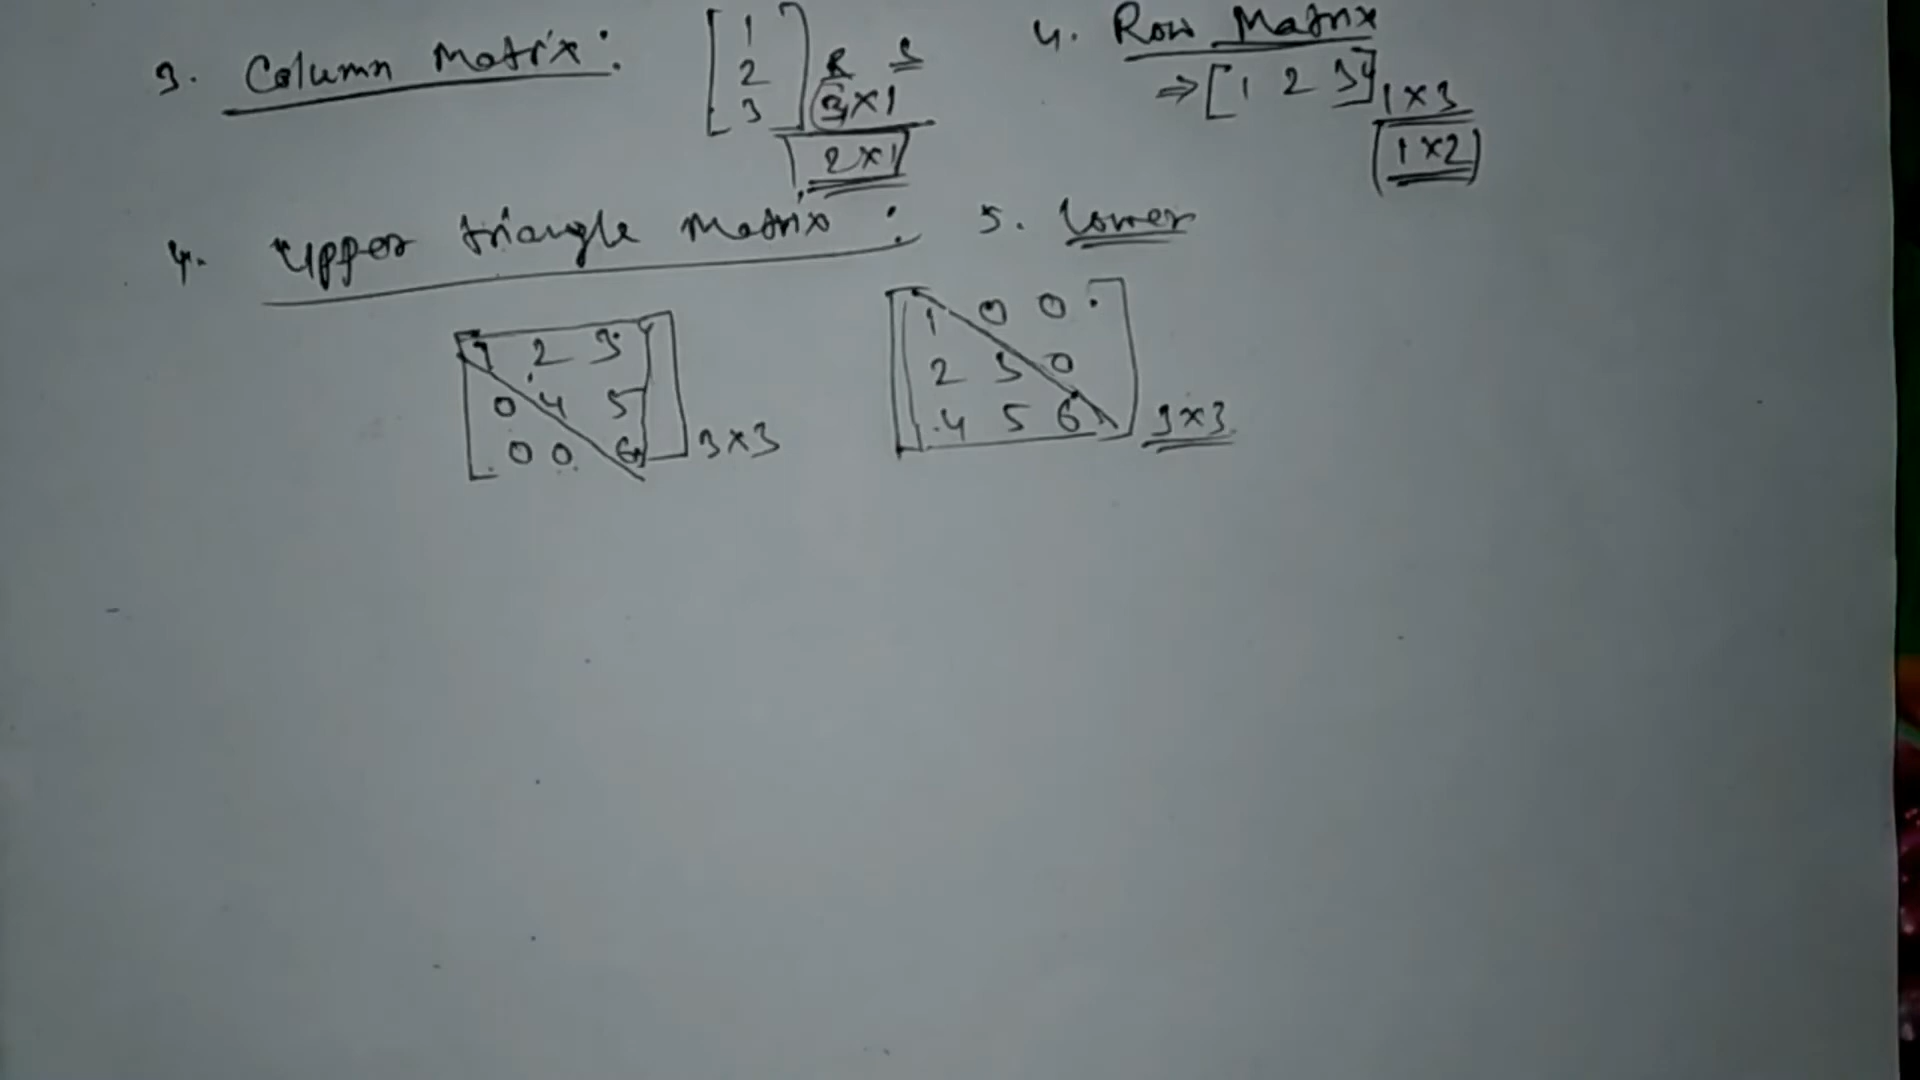 3. Column Matrix:
[1 2 3]
R
3×1
2×1
4. Row Matrix
⇒ [1 2 3] 1×3
1×2
4. Upper triangle Matrix:
1 2 3
0 4 5
0 0 6
3×3
5. Lower
1 0 0
2 3 0
4 5 6
3×3